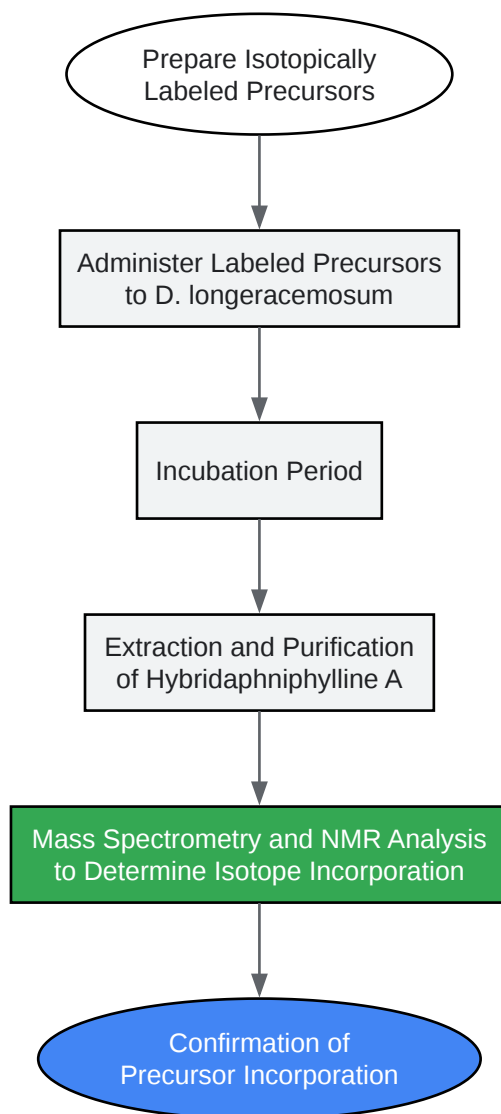 Prepare Isotopically
Labeled Precursors
Administer Labeled Precursors
to D. longeracemosum
Incubation Period
Extraction and Purification
of Hybridaphniphylline A
Mass Spectrometry and NMR Analysis
to Determine Isotope Incorporation
Confirmation of
Precursor Incorporation